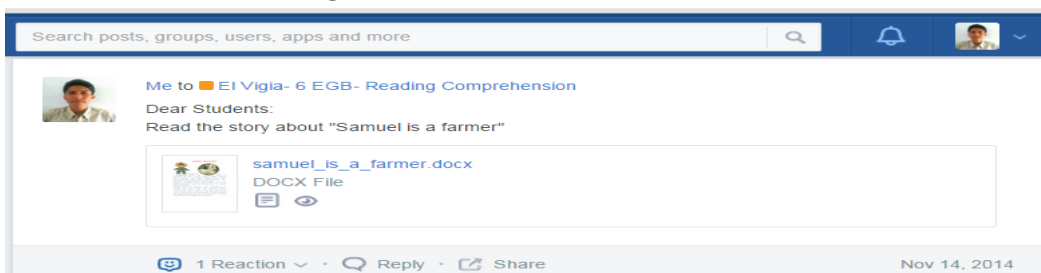 Search posts, groups, users, apps and more
Me to El Vigia- 6 EGB- Reading Comprehension
Dear Students:
Read the story about "Samuel is a farmer"
samuel_is_a_farmer.docx
DOCX File
1 Reaction · Reply · Share Nov 14, 2014